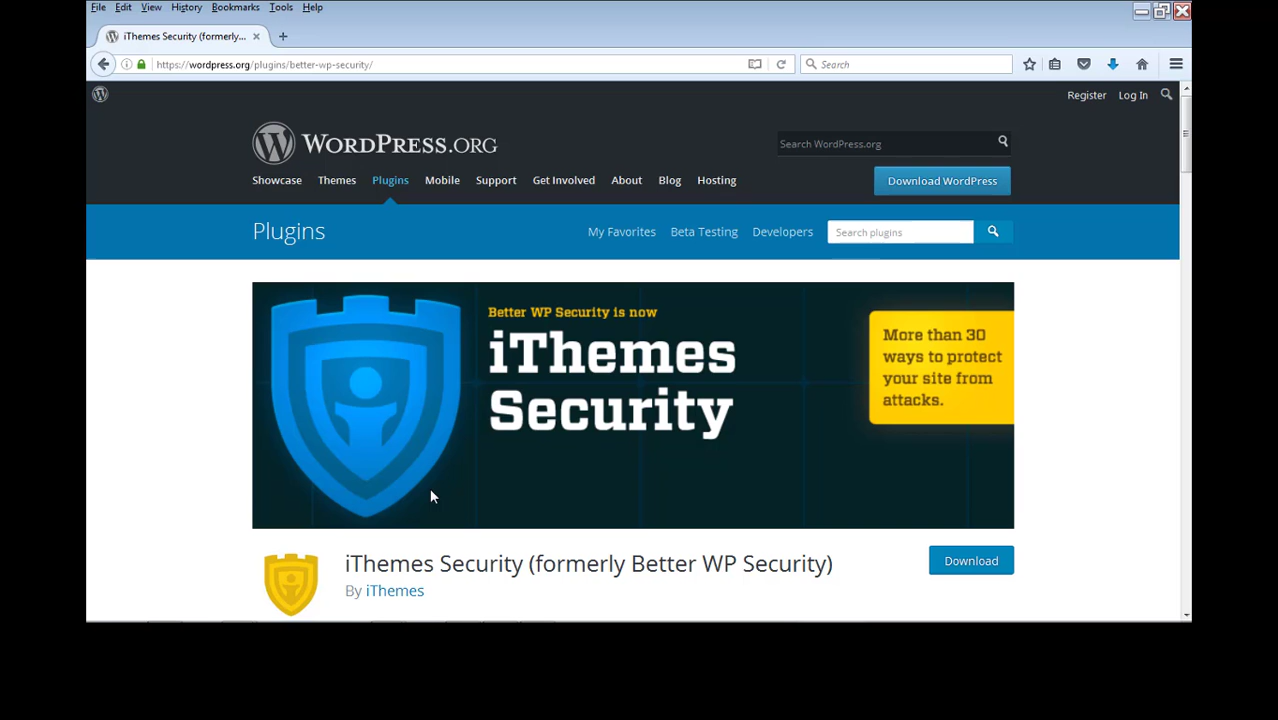 File Edit View History Bookmarks Tools Help
iThemes Security (formerly...
https://wordpress.org/plugins/better-wp-security/
Search
Register Log In
WORDPRESS.ORG
Search WordPress.org
Showcase Themes Plugins Mobile Support Get Involved About Blog Hosting
Download WordPress
Plugins
My Favorites Beta Testing Developers
Search plugins
Better WP Security is now
iThemes
Security
More than 30
ways to protect
your site from
attacks.
iThemes Security (formerly Better WP Security)
Download
By iThemes